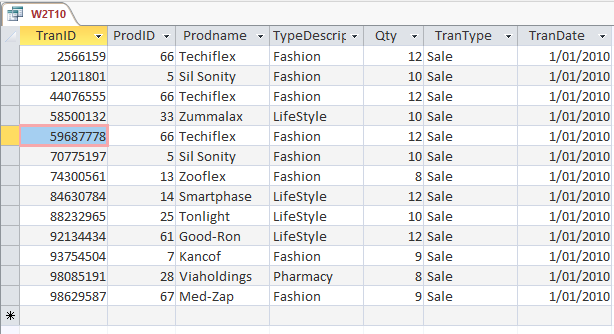 W2T10
TranID ProdID Prodname TypeDescrip Qty TranType TranDate
2566159 66 Techiflex Fashion 12 Sale 1/01/2010
12011801 5 Sil Sonity Fashion 10 Sale 1/01/2010
44076555 66 Techiflex Fashion 12 Sale 1/01/2010
58500132 33 Zummalax LifeStyle 10 Sale 1/01/2010
59687778 66 Techiflex Fashion 12 Sale 1/01/2010
70775197 5 Sil Sonity Fashion 10 Sale 1/01/2010
74300561 13 Zooflex Fashion 8 Sale 1/01/2010
84630784 14 Smartphase LifeStyle 12 Sale 1/01/2010
88232965 25 Tonlight LifeStyle 10 Sale 1/01/2010
92134434 61 Good-Ron LifeStyle 12 Sale 1/01/2010
93754504 7 Kancof Fashion 9 Sale 1/01/2010
98085191 28 Viaholdings Pharmacy 8 Sale 1/01/2010
98629587 67 Med-Zap Fashion 9 Sale 1/01/2010